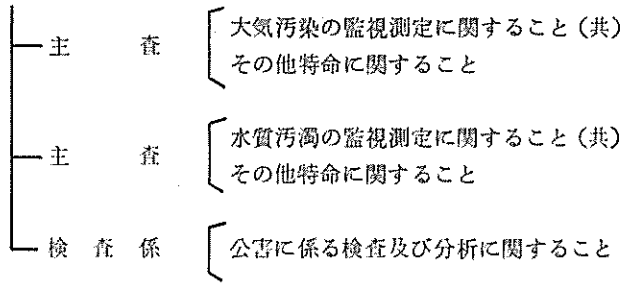 大気汚染の監視測定に関すること（共）
主査
その他特命に関すること
水質汚濁の監視測定に関すること（共）
主査
その他特命に関すること
検査係 公害に係る検査及び分析に関すること